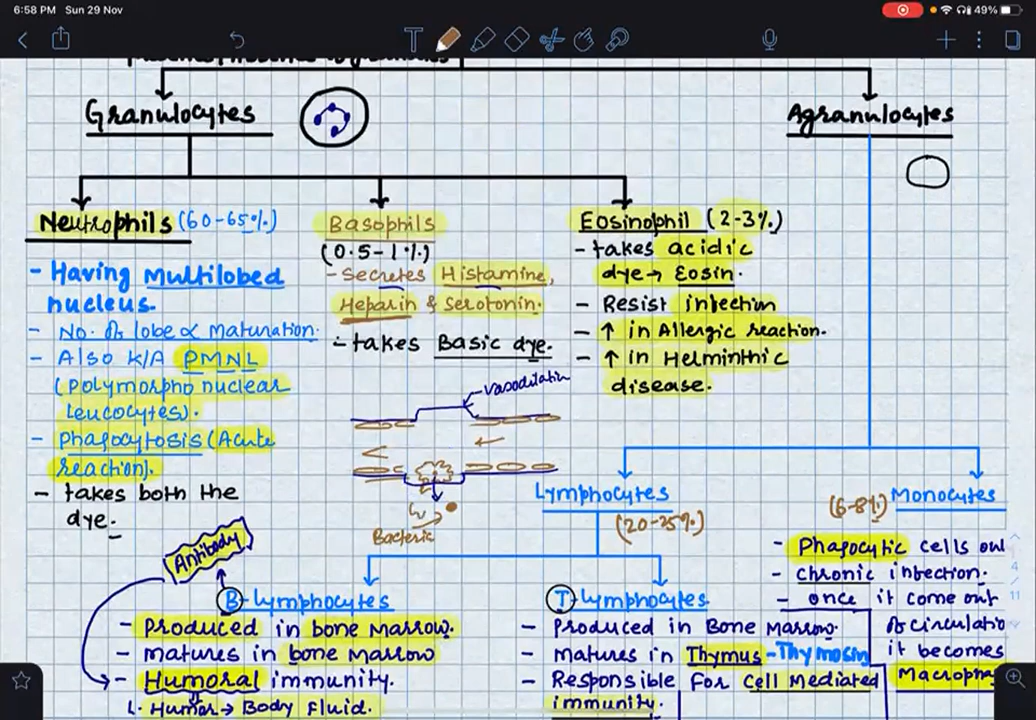 6:58 PM Sun 29 Nov
49%
Granulocytes
Agranulocytes
Neutrophils (60-65%)
- Having multilobed
nucleus.
- No. of lobe ∝ maturation.
- Also K/A PMNL
(Polymorpho nuclear
leucocytes).
- Phagocytosis (Acute
reaction).
- takes both the
dye.
Basophils
(0.5-1%)
- Secretes Histamine,
Heparin & Serotonin.
- takes Basic dye.
Vasodilatin
Bacteria
Eosinophil (2-3%)
- takes acidic
dye → Eosin.
- Resist infection
- ↑ in Allergic reaction.
- ↑ in Helminthic
disease.
Lymphocytes
(20-25%)
(6-8%) Monocytes
- Phagocytic cells
- chronic infection.
- once it come out
of circulatio
it becomes
Macropha
4
11
Antibody
B-lymphocytes
- Produced in bone Marrow.
- matures in bone marrow
- Humoral immunity.
Humor → Body Fluid.
T-lymphocytes
- Produced in Bone Marrow.
- Matures in Thymus - Thymosin
- Responsible for Cell Mediated
immunity.